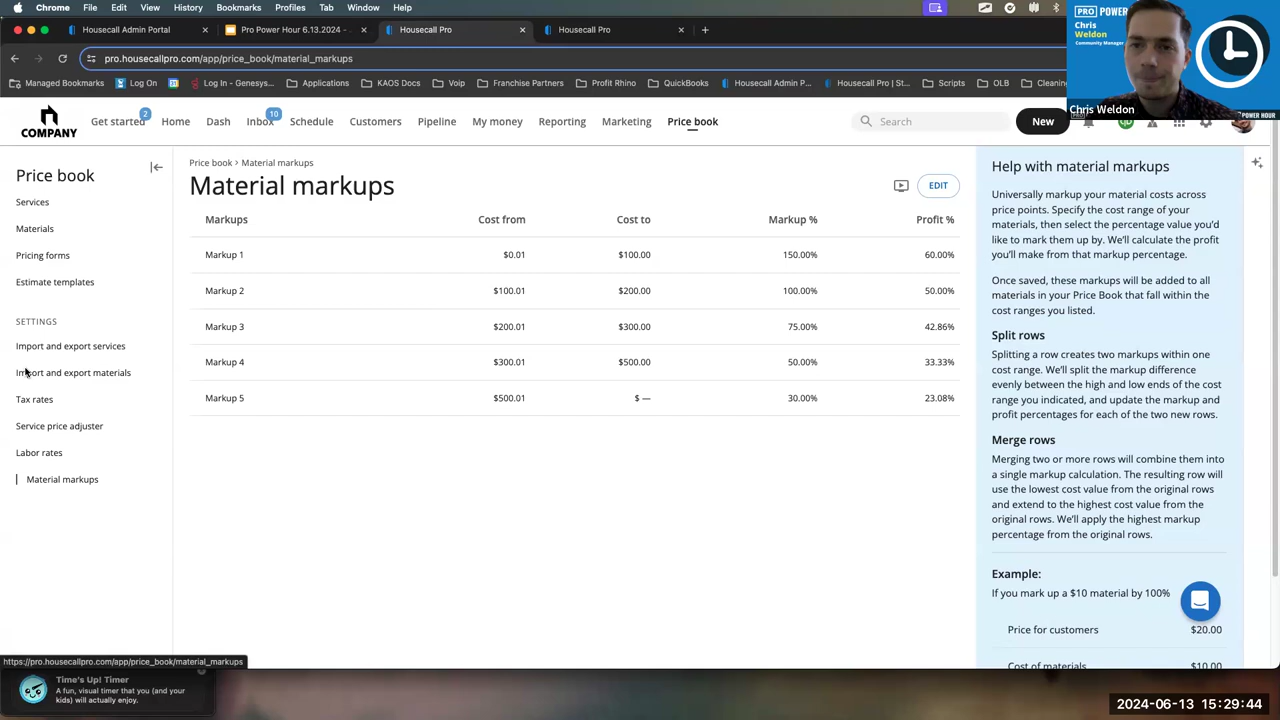 Chrome File Edit View History Bookmarks Profiles Tab Window Help
Housecall Admin Portal × Pro Power Hour 6.13.2024 - × Housecall Pro × Housecall Pro × +
pro.housecallpro.com/app/price_book/material_markups
Managed Bookmarks Log On Log In - Genesys... Applications KAOS Docs Voip Franchise Partners Profit Rhino QuickBooks Housecall Admin P... Housecall Pro | St... Scripts OLB Cleanin
PRO POWER
Chris
Weldon
Community Manager
Chris Weldon
PRO POWER HOUR
COMPANY
Get started 2 Home Dash Inbox 10 Schedule Customers Pipeline My money Reporting Marketing Price book Search New
Price book
Services
Materials
Pricing forms
Estimate templates
SETTINGS
Import and export services
Import and export materials
Tax rates
Service price adjuster
Labor rates
Material markups
Price book > Material markups
Material markups
EDIT
Markups Cost from Cost to Markup % Profit %
Markup 1 $0.01 $100.00 150.00% 60.00%
Markup 2 $100.01 $200.00 100.00% 50.00%
Markup 3 $200.01 $300.00 75.00% 42.86%
Markup 4 $300.01 $500.00 50.00% 33.33%
Markup 5 $500.01 $ — 30.00% 23.08%
Help with material markups
Universally markup your material costs across
price points. Specify the cost range of your
materials, then select the percentage value you'd
like to mark them up by. We'll calculate the profit
you'll make from that markup percentage.
Once saved, these markups will be added to all
materials in your Price Book that fall within the
cost ranges you listed.
Split rows
Splitting a row creates two markups within one
cost range. We'll split the markup difference
evenly between the high and low ends of the cost
range you indicated, and update the markup and
profit percentages for each of the two new rows.
Merge rows
Merging two or more rows will combine them into
a single markup calculation. The resulting row will
use the lowest cost value from the original rows
and extend to the highest cost value from the
original rows. We'll apply the highest markup
percentage from the original rows.
Example:
If you mark up a $10 material by 100%
Price for customers $20.00
Cost of materials $10.00
https://pro.housecallpro.com/app/price_book/material_markups
Time's Up! Timer
A fun, visual timer that you (and your
kids) will actually enjoy.
2024-06-13 15:29:44